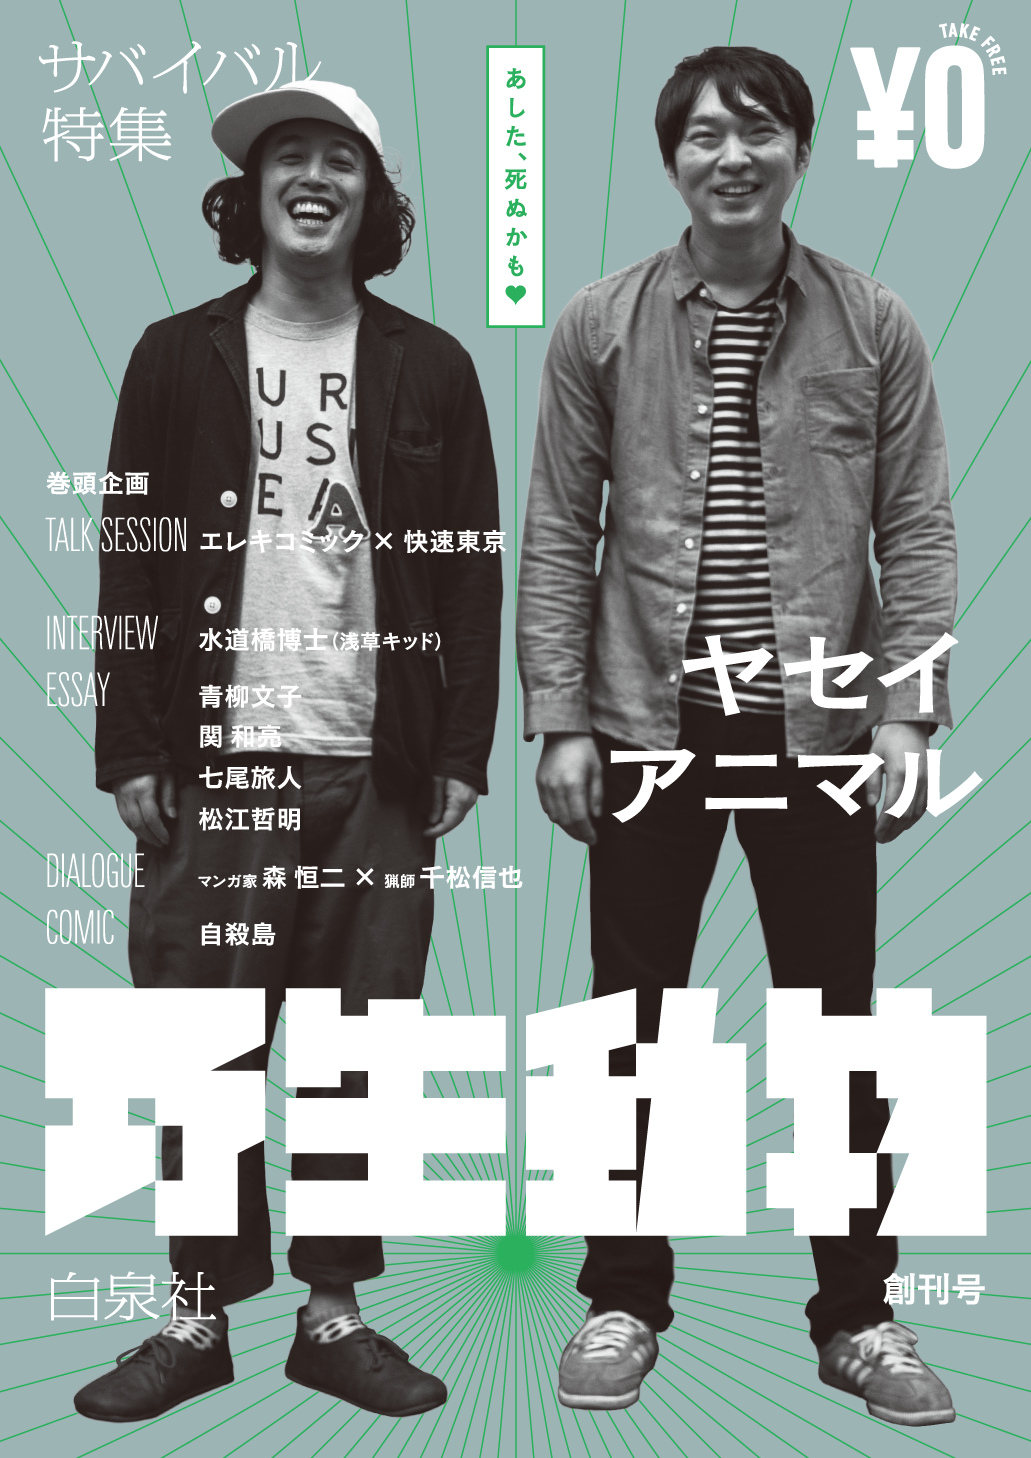 サバイバル
特集
あした、死ぬかも♥
TAKE FREE
¥0
U R
U S
E A
巻頭企画
TALK SESSION エレキコミック × 快速東京
INTERVIEW 水道橋博士(浅草キッド)
ESSAY 青柳文子
関 和亮
七尾旅人
松江哲明
DIALOGUE マンガ家 森 恒二 × 猟師 千松信也
COMIC 自殺島
ヤセイ
アニマル
野生動物
白泉社
創刊号